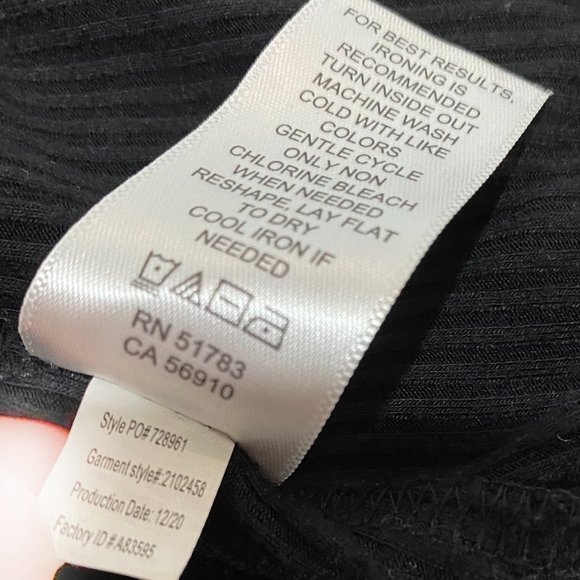 FOR BEST RESULTS,
IRONING IS
RECOMMENDED
TURN INSIDE OUT
MACHINE WASH
COLD WITH LIKE
COLORS
GENTLE CYCLE
ONLY NON
CHLORINE BLEACH
WHEN NEEDED
RESHAPE, LAY FLAT
TO DRY
COOL IRON IF
NEEDED
RN 51783
CA 56910
Style PO# 728961
Garment style#:2102458
Production Date: 12/20
Factory ID # A83595